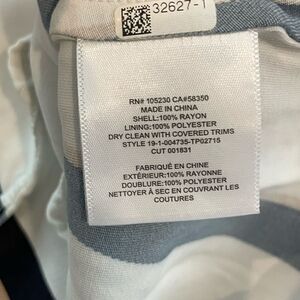 32627-1
RN# 105230 CA#58350
MADE IN CHINA
SHELL:100% RAYON
LINING:100% POLYESTER
DRY CLEAN WITH COVERED TRIMS
STYLE 19-1-004735-TP02715
CUT 001831
FABRIQUÉ EN CHINE
EXTÉRIEUR:100% RAYONNE
DOUBLURE:100% POLYESTER
NETTOYER À SEC EN COUVRANT LES
COUTURES